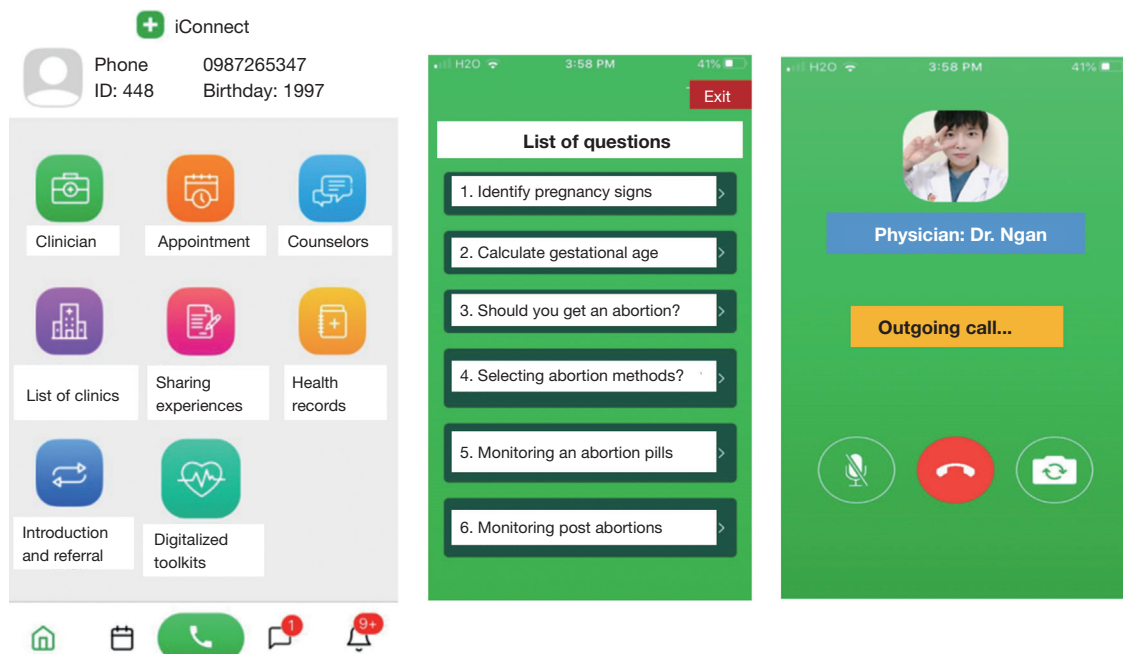 iConnect
Phone 0987265347
ID: 448 Birthday: 1997
Clinician
Appointment
Counselors
List of clinics
Sharing
experiences
Health
records
Introduction
and referral
Digitalized
toolkits
1
9+
H2O 3:58 PM 41%
Exit
List of questions
1. Identify pregnancy signs
2. Calculate gestational age
3. Should you get an abortion?
4. Selecting abortion methods?
5. Monitoring an abortion pills
6. Monitoring post abortions
H2O 3:58 PM 41%
Physician: Dr. Ngan
Outgoing call...